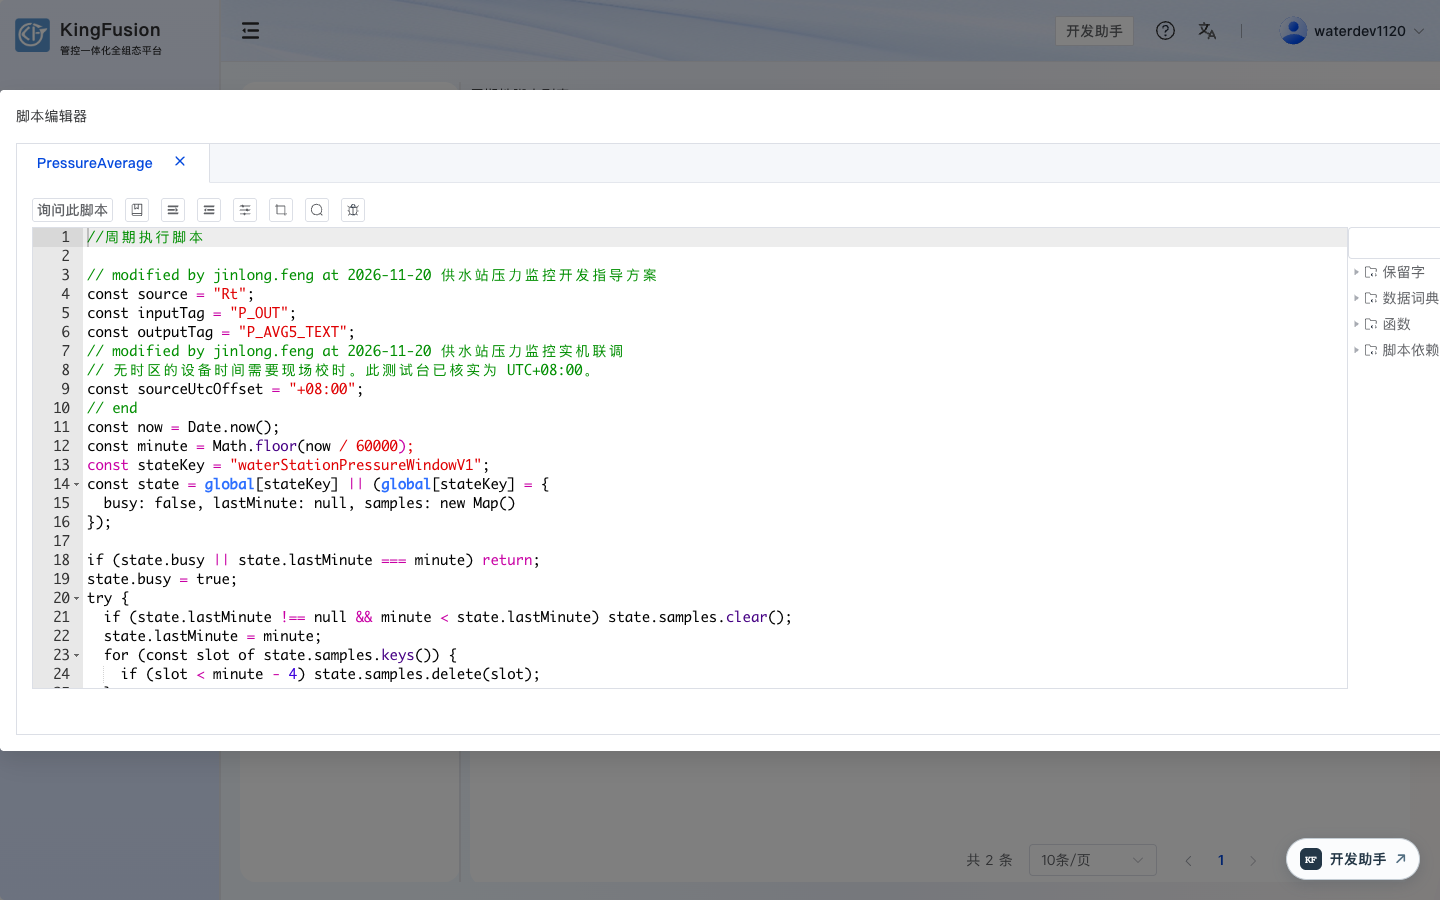 KingFusion
管控一体化全组态平台
开发助手
waterdev1120
脚本编辑器
PressureAverage
询问此脚本
1 //周期执行脚本
2
3 // modified by jinlong.feng at 2026-11-20 供水站压力监控开发指导方案
4 const source = "Rt";
5 const inputTag = "P_OUT";
6 const outputTag = "P_AVG5_TEXT";
7 // modified by jinlong.feng at 2026-11-20 供水站压力监控实机联调
8 // 无时区的设备时间需要现场校时。此测试台已核实为 UTC+08:00。
9 const sourceUtcOffset = "+08:00";
10 // end
11 const now = Date.now();
12 const minute = Math.floor(now / 60000);
13 const stateKey = "waterStationPressureWindowV1";
14 const state = global[stateKey] || (global[stateKey] = {
15 busy: false, lastMinute: null, samples: new Map()
16 });
17
18 if (state.busy || state.lastMinute === minute) return;
19 state.busy = true;
20 try {
21 if (state.lastMinute !== null && minute < state.lastMinute) state.samples.clear();
22 state.lastMinute = minute;
23 for (const slot of state.samples.keys()) {
24 if (slot < minute - 4) state.samples.delete(slot);
保留字
数据词典
函数
脚本依赖
共 2 条
10条/页
1
KF 开发助手